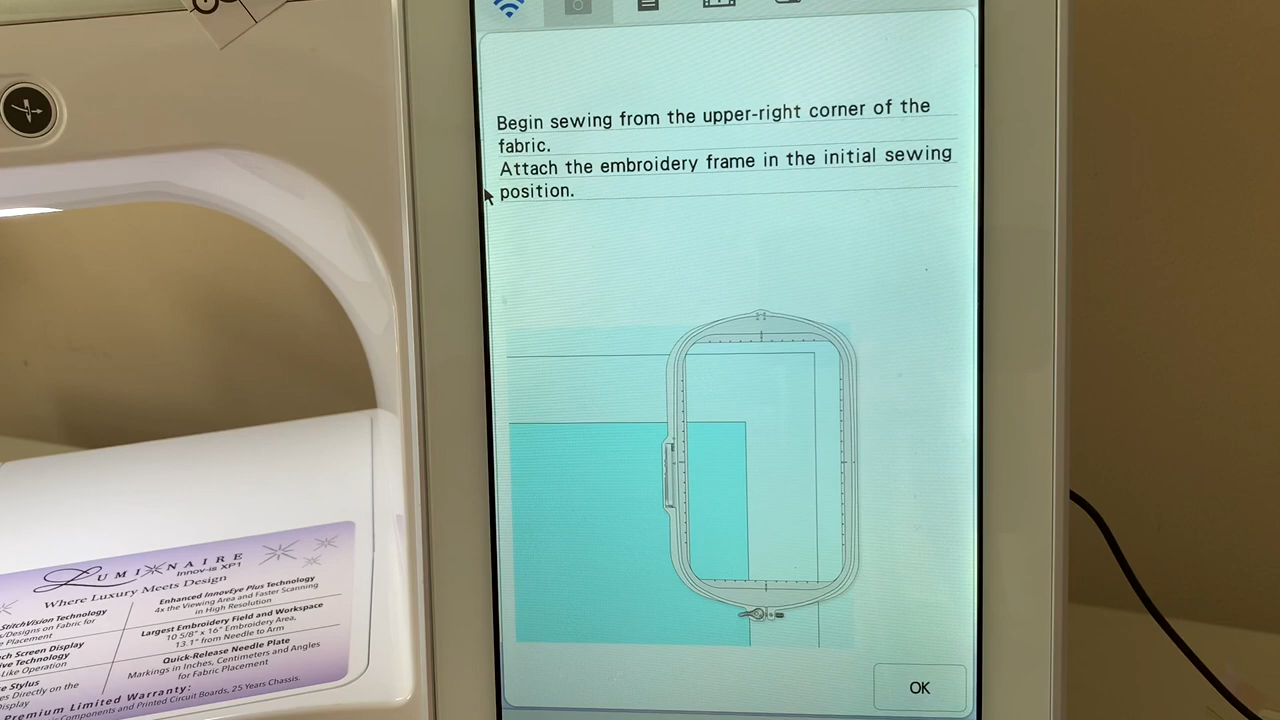 Begin sewing from the upper-right corner of the
fabric.
Attach the embroidery frame in the initial sewing
position.
OK
LUMINAIRE
Innov-is XP1
Where Luxury Meets Design
StitchVision Technology
/Designs on Fabric for
Placement
Screen Display
Technology
Like Operation
Stylus
Directly on the
Display
Enhanced InnovEye Plus Technology
4x the Viewing Area and Faster Scanning
in High Resolution
Largest Embroidery Field and Workspace
10 5/8" x 16" Embroidery Area,
13.1" from Needle to Arm
Quick-Release Needle Plate
Markings in Inches, Centimeters and Angles
for Fabric Placement
Premium Limited Warranty:
Components and Printed Circuit Boards, 25 Years Chassis.